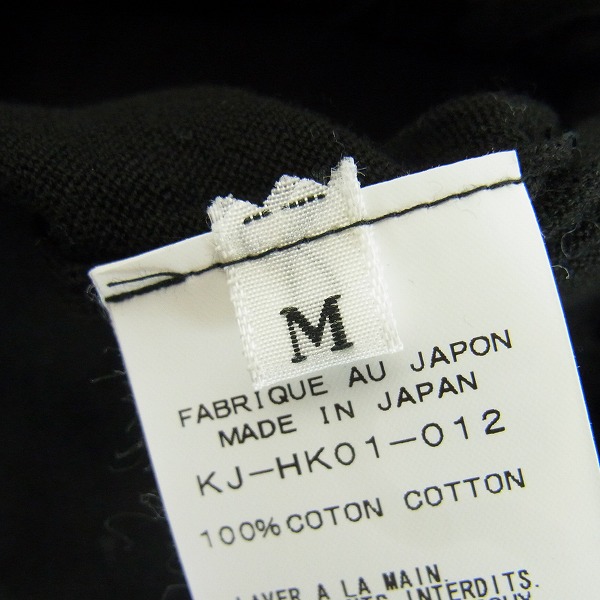 M
FABRIQUE AU JAPON
MADE IN JAPAN
KJ-HK01-012
100% COTON COTTON
LAVER A LA MAIN.
INTERDITS.